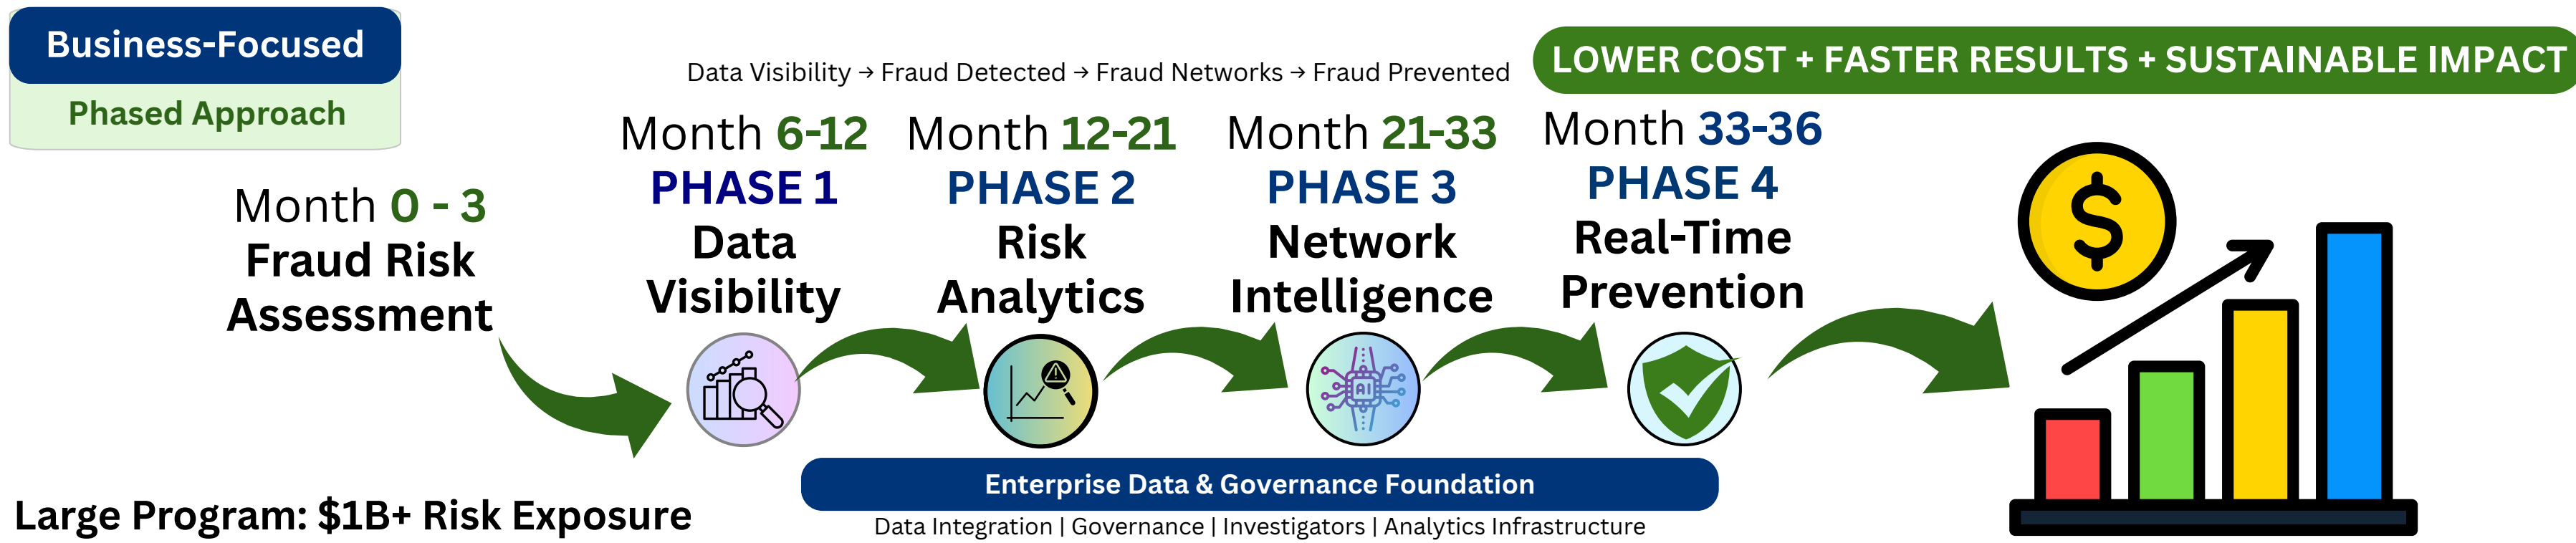 Business-Focused
Phased Approach
Data Visibility → Fraud Detected → Fraud Networks → Fraud Prevented
LOWER COST + FASTER RESULTS + SUSTAINABLE IMPACT
Month 0 - 3
Fraud Risk
Assessment
Month 6-12
PHASE 1
Data
Visibility
Month 12-21
PHASE 2
Risk
Analytics
Month 21-33
PHASE 3
Network
Intelligence
AI
Month 33-36
PHASE 4
Real-Time
Prevention
$
Large Program: $1B+ Risk Exposure
Enterprise Data & Governance Foundation
Data Integration | Governance | Investigators | Analytics Infrastructure